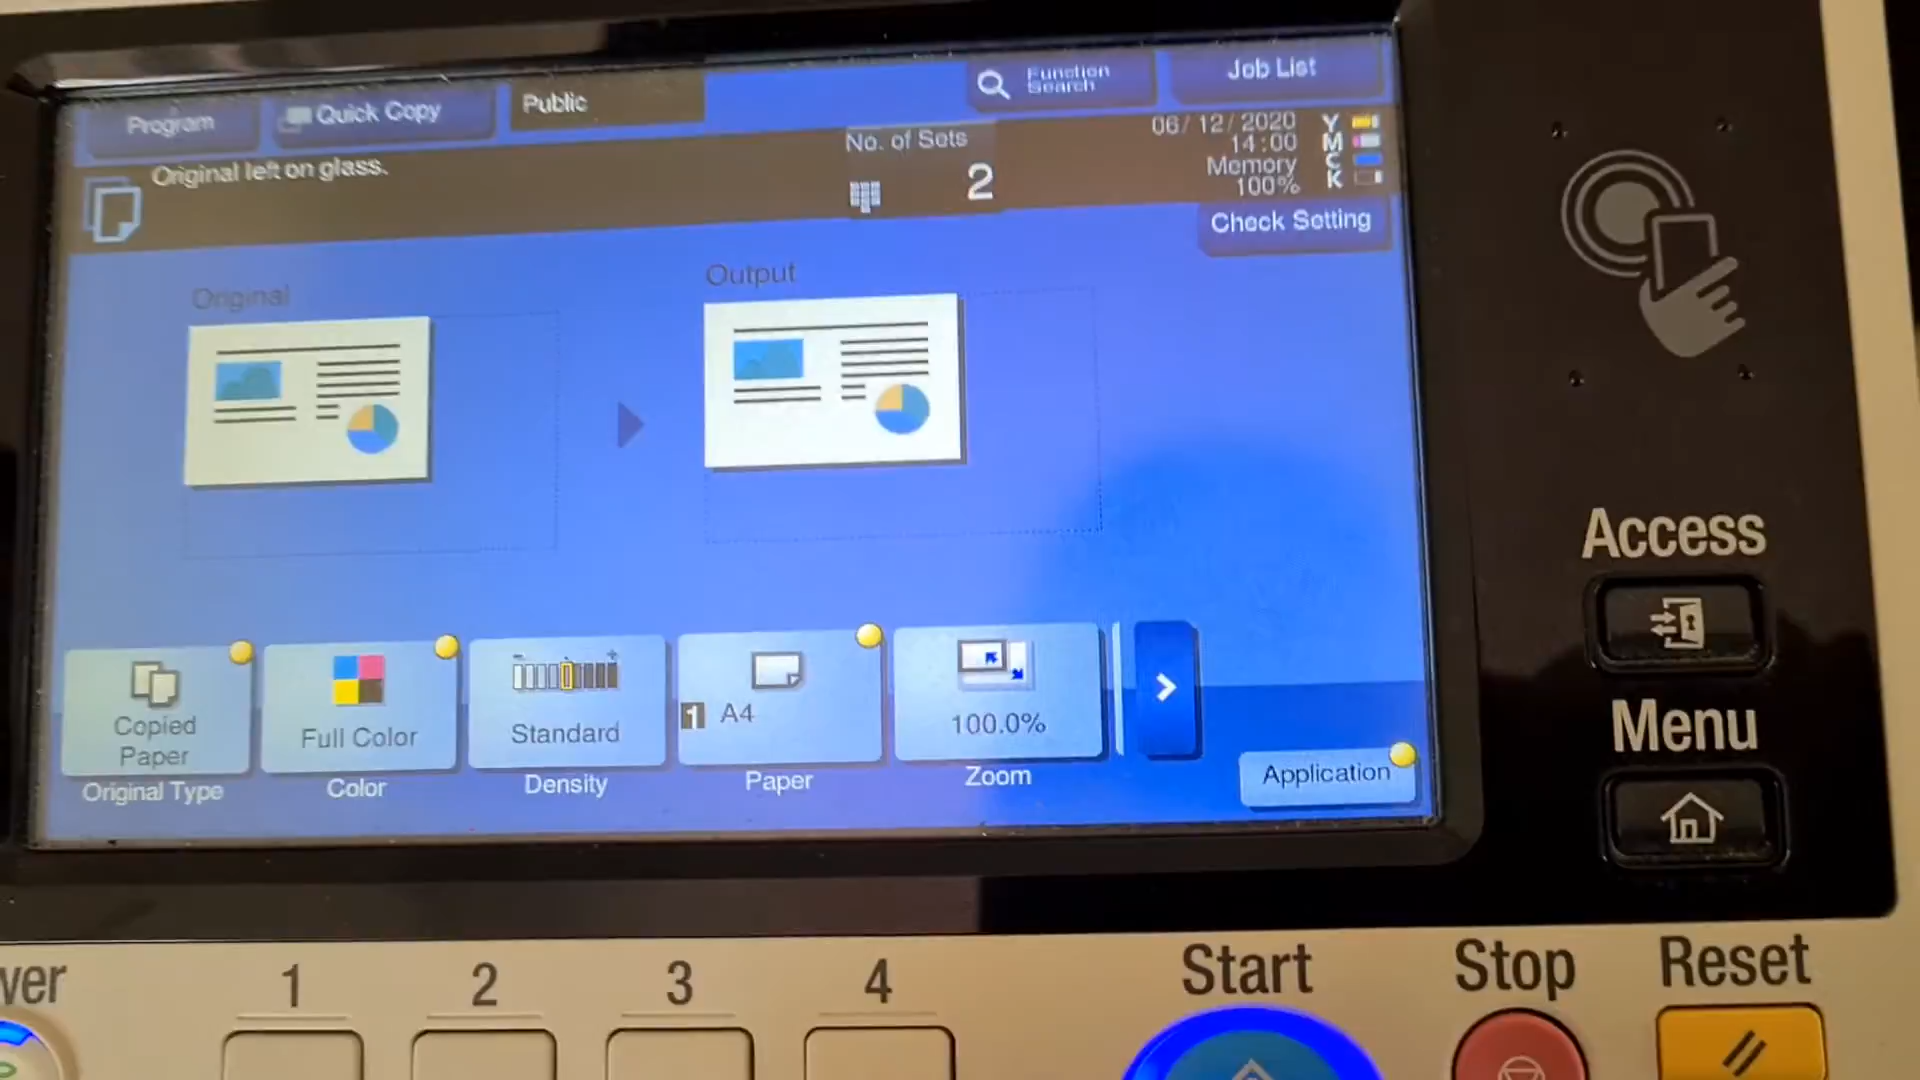 Program
Quick Copy
Public
Function
Search
Job List
Original left on glass.
No. of Sets
2
06/12/2020
14:00
Memory
100%
Y
M
C
K
Check Setting
Original
Output
Copied
Paper
Original Type
Full Color
Color
Standard
Density
1 A4
Paper
100.0%
Zoom
Application
Access
Menu
1
2
3
4
Start
Stop
Reset